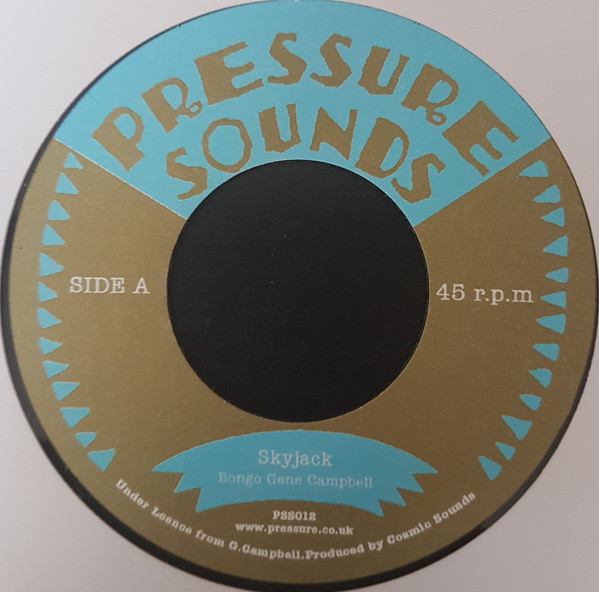 PRESSURE
SOUNDS
SIDE A
45 r.p.m
Skyjack
Bongo Gene Campbell
PSS012
www.pressure.co.uk
Under Lcence from G.Campbell.Produced by Cosmic Sounds